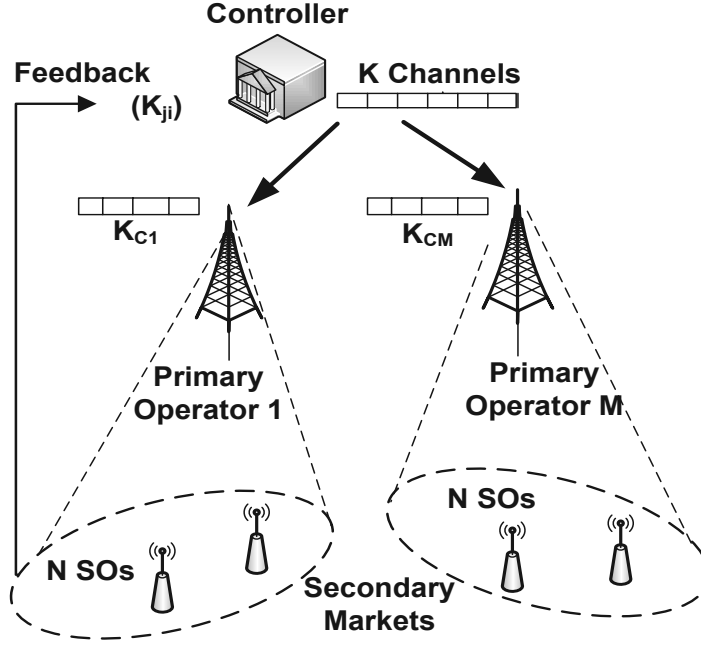 Controller
Feedback
K Channels
(Kji)
KC1
KCM
Primary
Operator 1
Primary
Operator M
N SOs
N SOs
Secondary
Markets